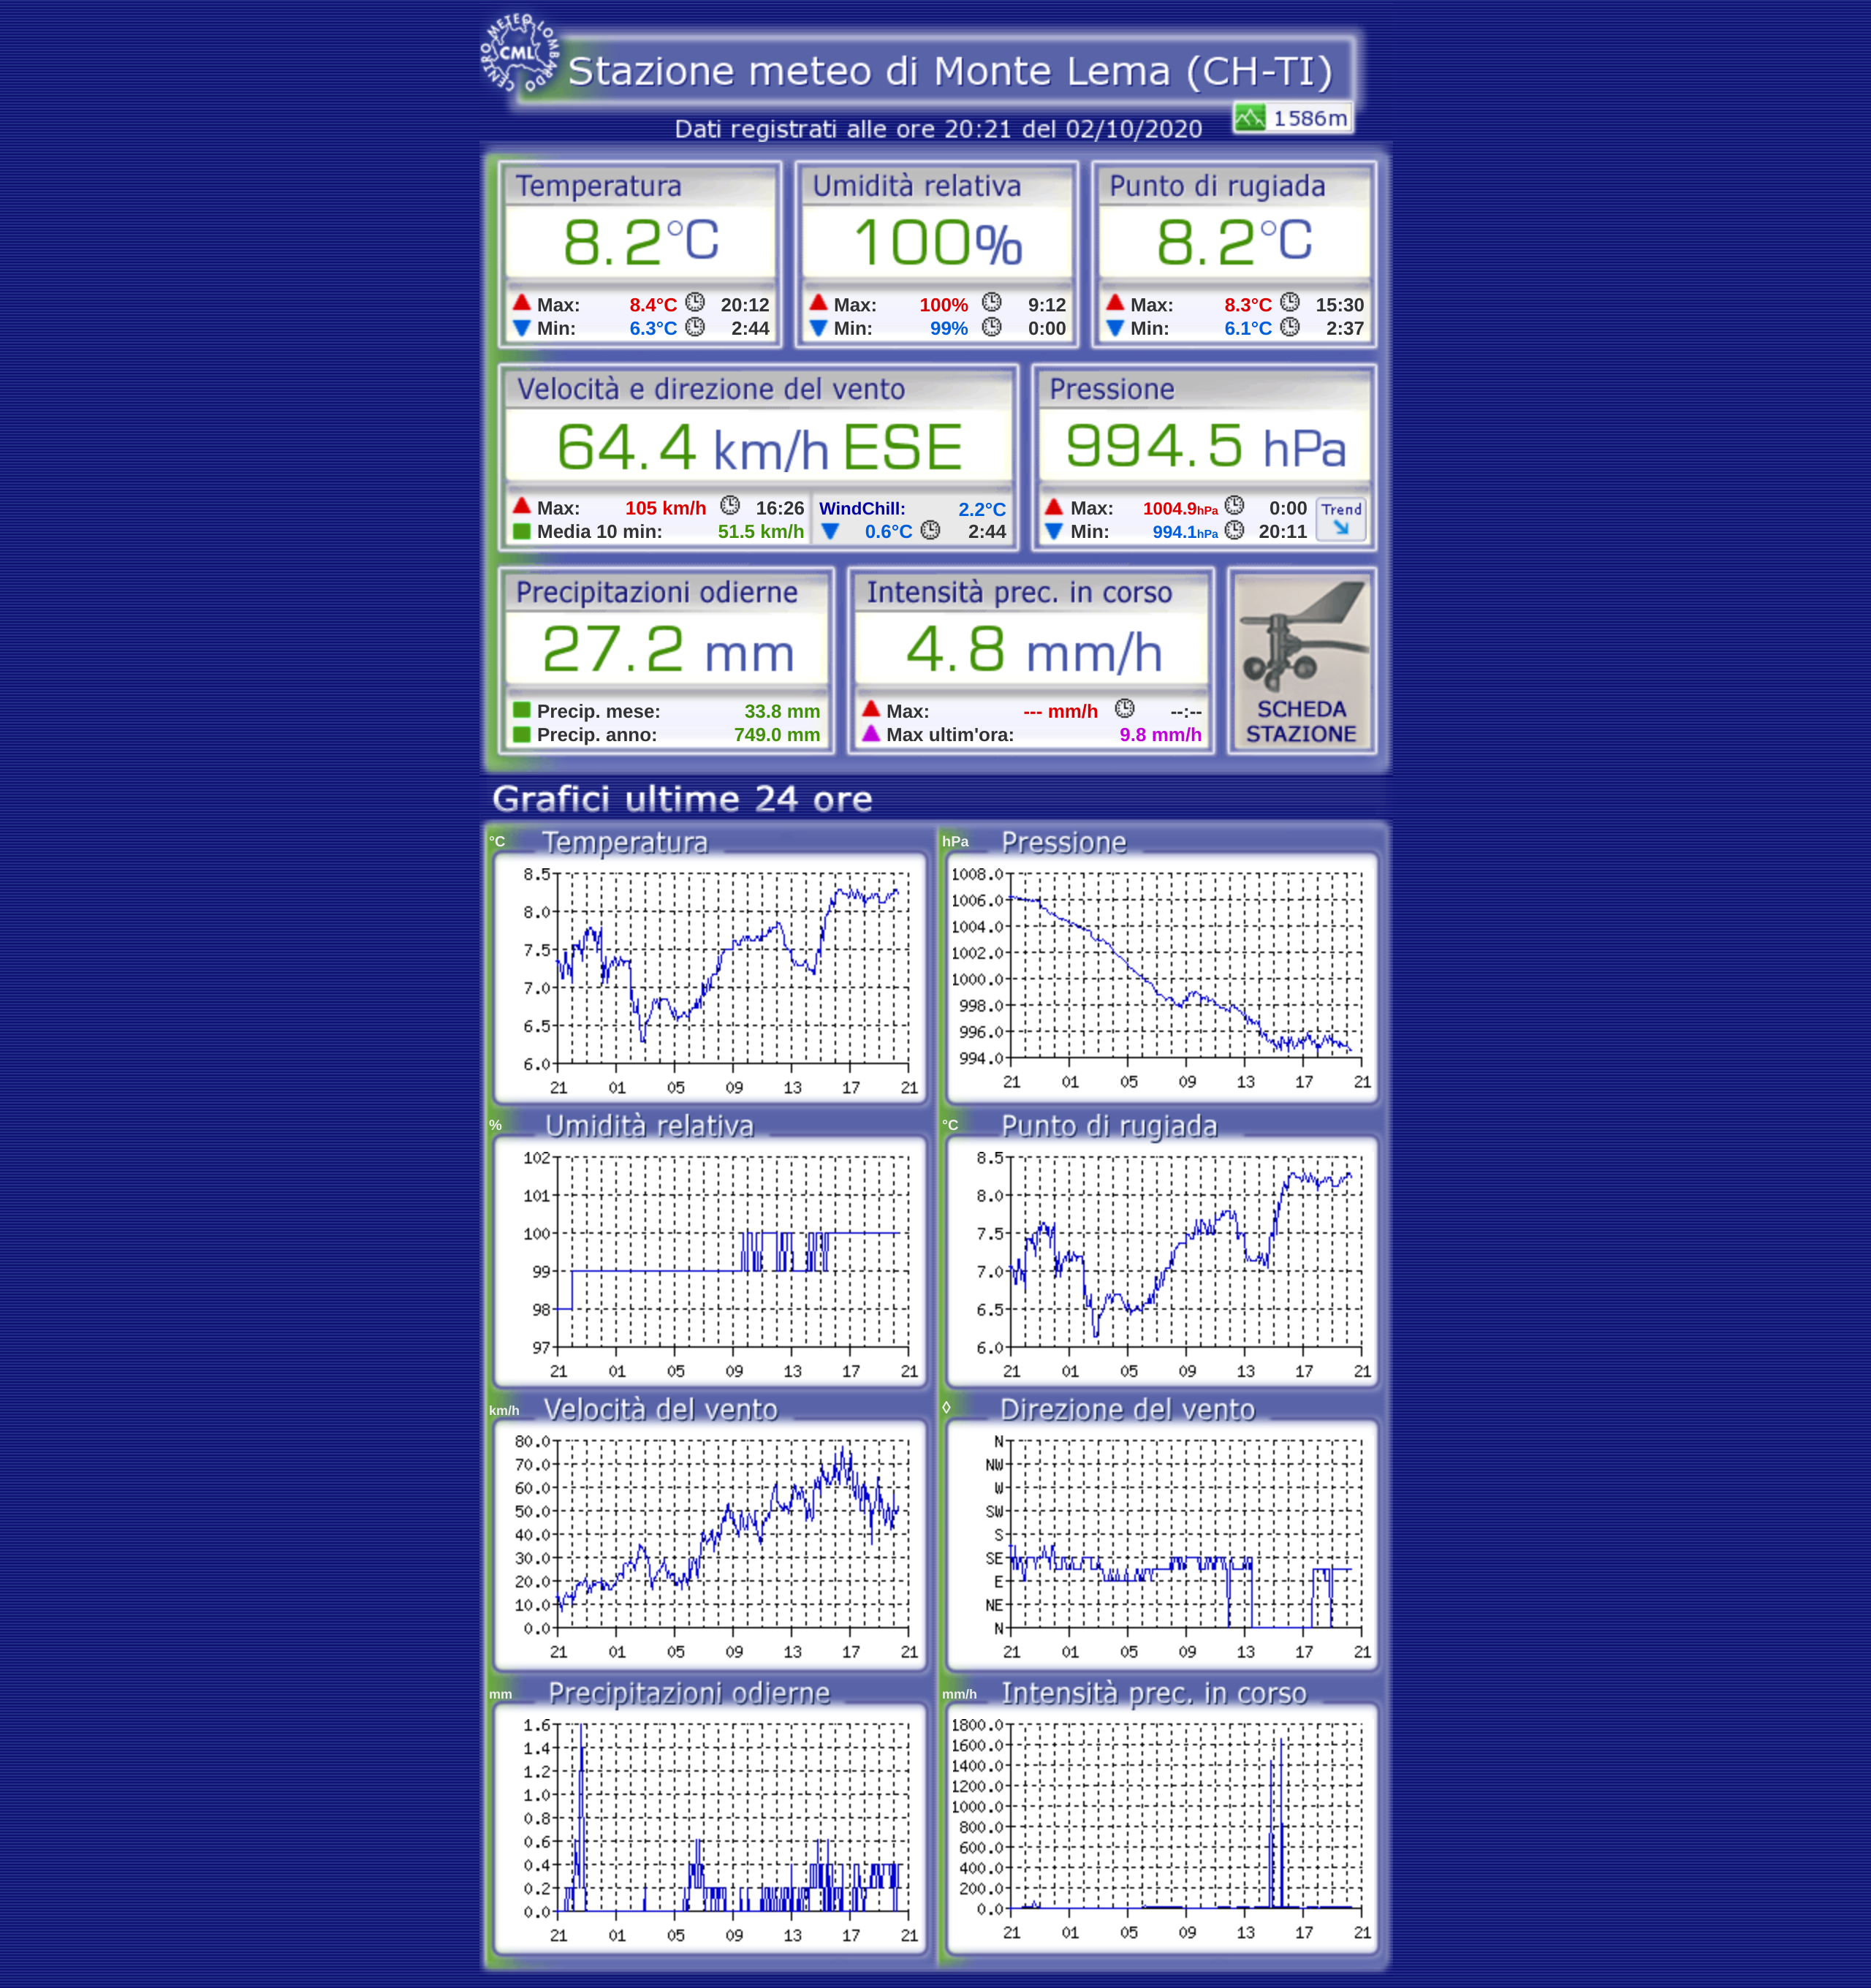 CENTRO METEO LOMBARDO
CML
Stazione meteo di Monte Lema (CH-TI)
1586m
Dati registrati alle ore 20:21 del 02/10/2020
Temperatura
8.2°C
Max: 8.4°C 20:12
Min: 6.3°C 2:44
Umidità relativa
100%
Max: 100% 9:12
Min: 99% 0:00
Punto di rugiada
8.2°C
Max: 8.3°C 15:30
Min: 6.1°C 2:37
Velocità e direzione del vento
64.4 km/h ESE
Max: 105 km/h 16:26
Media 10 min: 51.5 km/h
WindChill: 2.2°C
0.6°C 2:44
Pressione
994.5 hPa
Max: 1004.9hPa 0:00
Min: 994.1hPa 20:11
Trend
Precipitazioni odierne
27.2 mm
Precip. mese: 33.8 mm
Precip. anno: 749.0 mm
Intensità prec. in corso
4.8 mm/h
Max: --- mm/h --:--
Max ultim'ora: 9.8 mm/h
SCHEDA
STAZIONE
Grafici ultime 24 ore
°C Temperatura
8.5
8.0
7.5
7.0
6.5
6.0
21 01 05 09 13 17 21
hPa Pressione
1008.0
1006.0
1004.0
1002.0
1000.0
998.0
996.0
994.0
21 01 05 09 13 17 21
% Umidità relativa
102
101
100
99
98
97
21 01 05 09 13 17 21
°C Punto di rugiada
8.5
8.0
7.5
7.0
6.5
6.0
21 01 05 09 13 17 21
km/h Velocità del vento
80.0
70.0
60.0
50.0
40.0
30.0
20.0
10.0
0.0
21 01 05 09 13 17 21
◊ Direzione del vento
N
NW
W
SW
S
SE
E
NE
N
21 01 05 09 13 17 21
mm Precipitazioni odierne
1.6
1.4
1.2
1.0
0.8
0.6
0.4
0.2
0.0
21 01 05 09 13 17 21
mm/h Intensità prec. in corso
1800.0
1600.0
1400.0
1200.0
1000.0
800.0
600.0
400.0
200.0
0.0
21 01 05 09 13 17 21